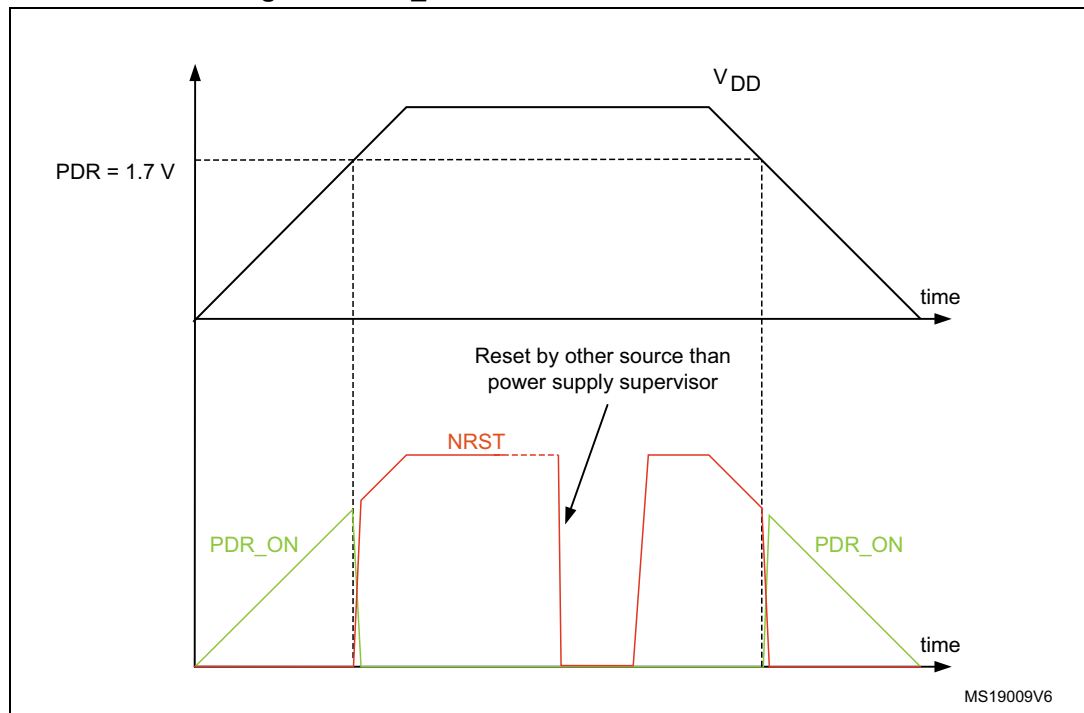 V DD
PDR = 1.7 V
time
Reset by other source than
power supply supervisor
NRST
PDR_ON
PDR_ON
time
MS19009V6